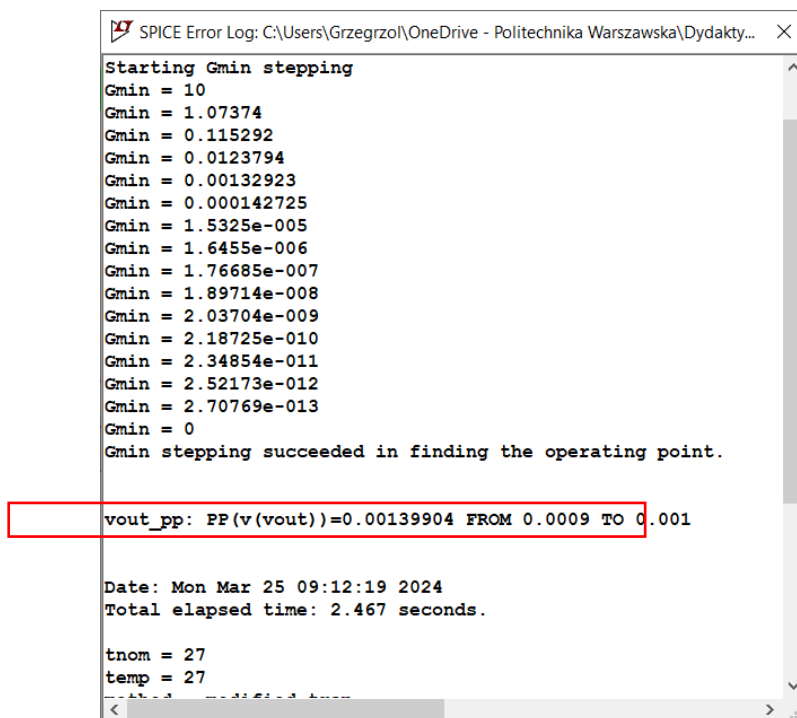 SPICE Error Log: C:\Users\Grzegrzol\OneDrive - Politechnika Warszawska\Dydakty...
Starting Gmin stepping
Gmin = 10
Gmin = 1.07374
Gmin = 0.115292
Gmin = 0.0123794
Gmin = 0.00132923
Gmin = 0.000142725
Gmin = 1.5325e-005
Gmin = 1.6455e-006
Gmin = 1.76685e-007
Gmin = 1.89714e-008
Gmin = 2.03704e-009
Gmin = 2.18725e-010
Gmin = 2.34854e-011
Gmin = 2.52173e-012
Gmin = 2.70769e-013
Gmin = 0
Gmin stepping succeeded in finding the operating point.
vout_pp: PP(v(vout))=0.00139904 FROM 0.0009 TO 0.001
Date: Mon Mar 25 09:12:19 2024
Total elapsed time: 2.467 seconds.
tnom = 27
temp = 27